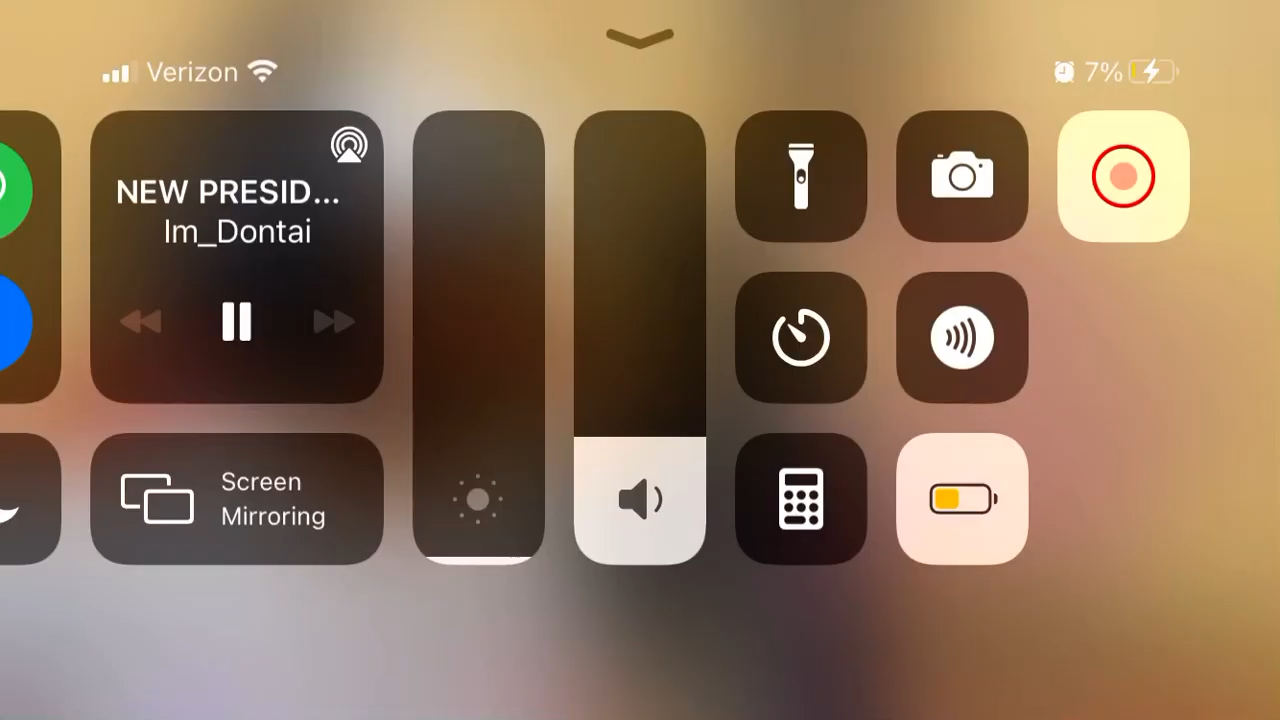 Verizon
7%
NEW PRESID...
Im_Dontai
Screen
Mirroring